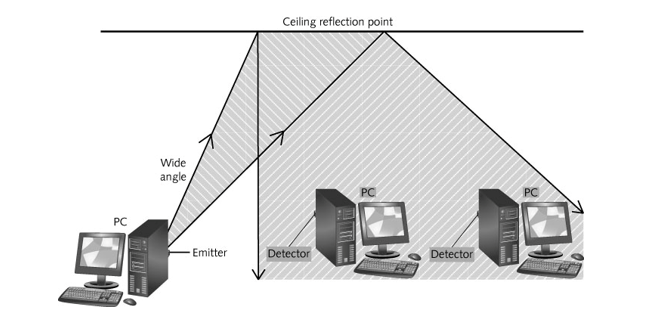 Ceiling reflection point
Wide
angle
PC
PC
PC
Emitter
Detector
Detector